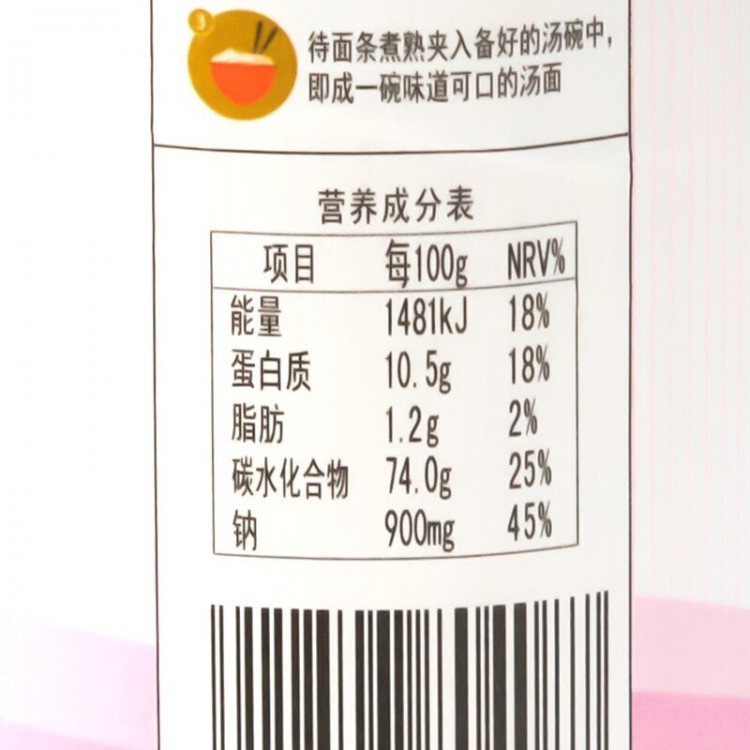 3
待面条煮熟夹入备好的汤碗中,
即成一碗味道可口的汤面
营养成分表
项目 每100g NRV%
能量 1481kJ 18%
蛋白质 10.5g 18%
脂肪 1.2g 2%
碳水化合物 74.0g 25%
钠 900mg 45%